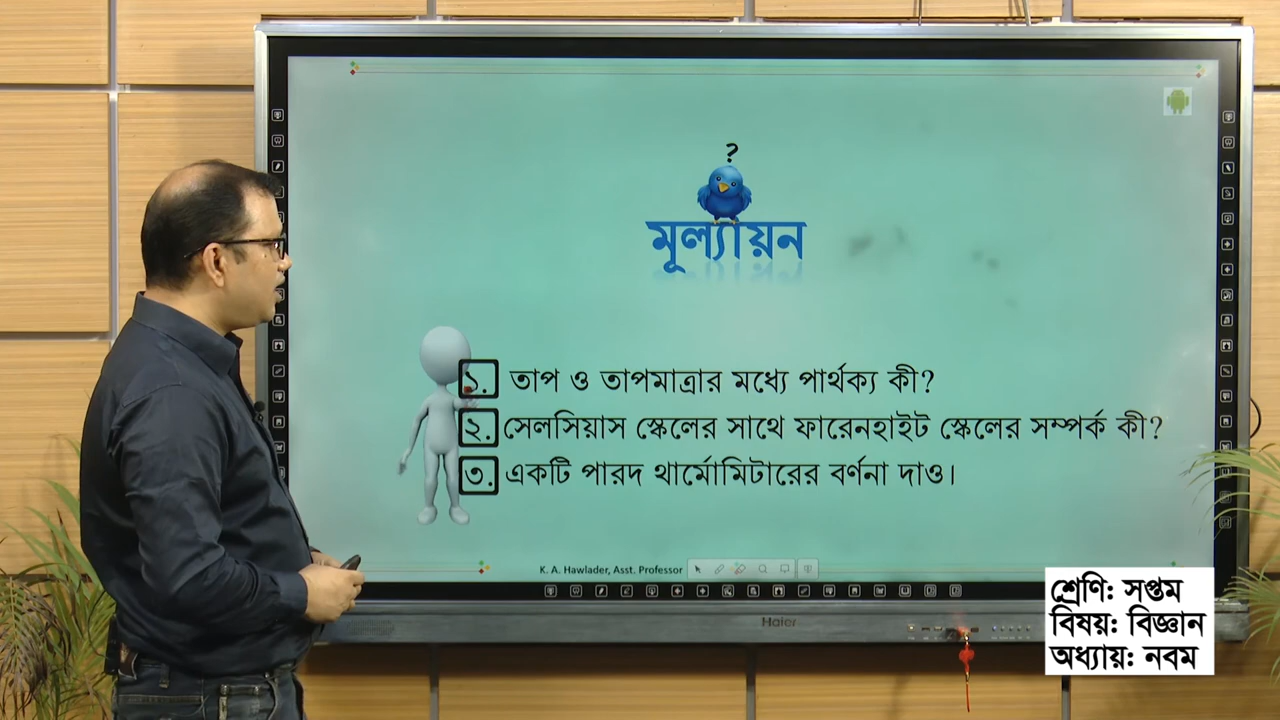 ?
মূল্যায়ন
১. তাপ ও তাপমাত্রার মধ্যে পার্থক্য কী?
২. সেলসিয়াস স্কেলের সাথে ফারেনহাইট স্কেলের সম্পর্ক কী?
৩. একটি পারদ থার্মোমিটারের বর্ণনা দাও।
K. A. Hawlader, Asst. Professor
Haier
শ্রেণি: সপ্তম
বিষয়: বিজ্ঞান
অধ্যায়: নবম